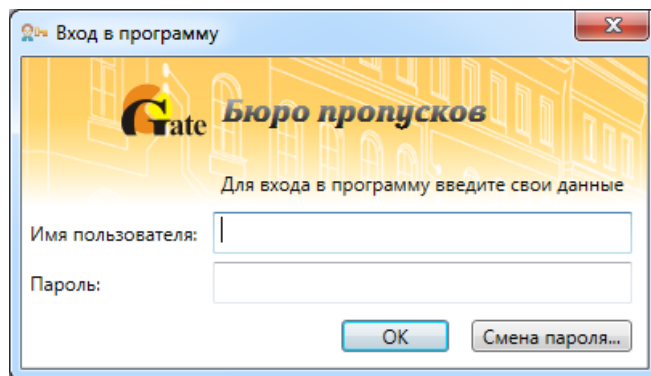 Вход в программу
Gate Бюро пропусков
Для входа в программу введите свои данные
Имя пользователя:
Пароль:
OK Смена пароля...